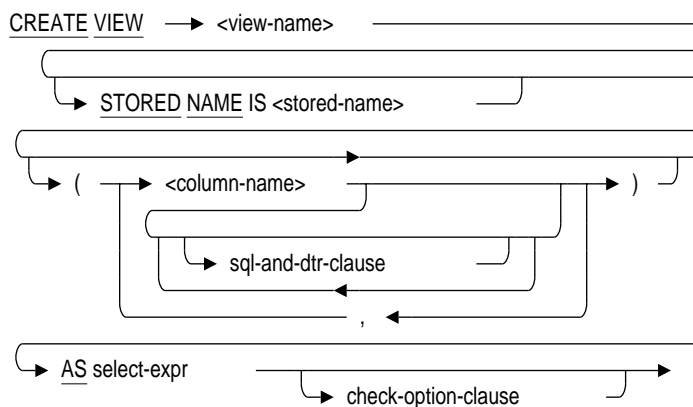 CREATE VIEW <view-name>
STORED NAME IS <stored-name>
( <column-name> )
sql-and-dtr-clause
,
AS select-expr
check-option-clause